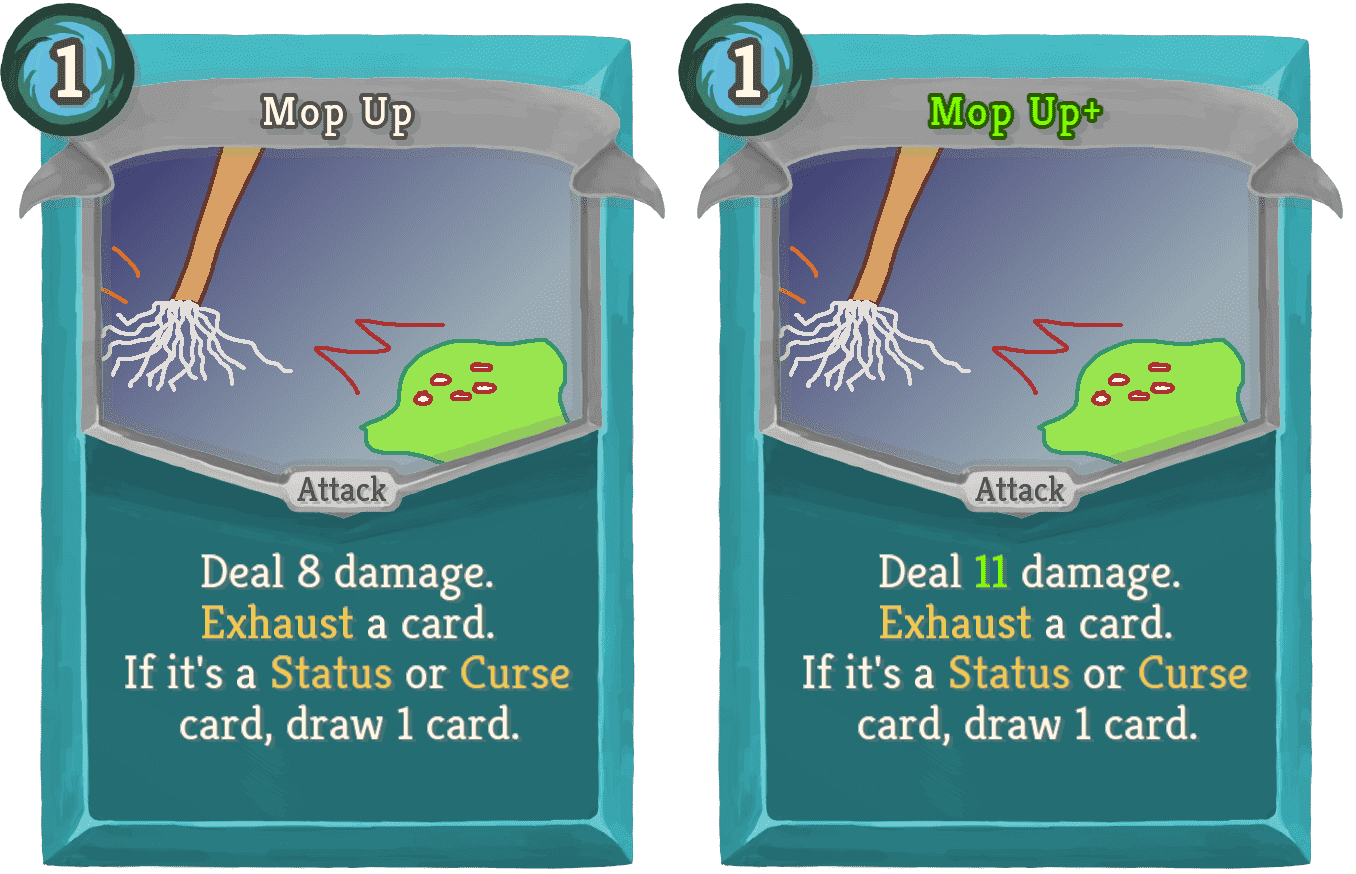 1
Mop Up
Attack
Deal 8 damage.
Exhaust a card.
If it's a Status or Curse
card, draw 1 card.
1
Mop Up+
Attack
Deal 11 damage.
Exhaust a card.
If it's a Status or Curse
card, draw 1 card.